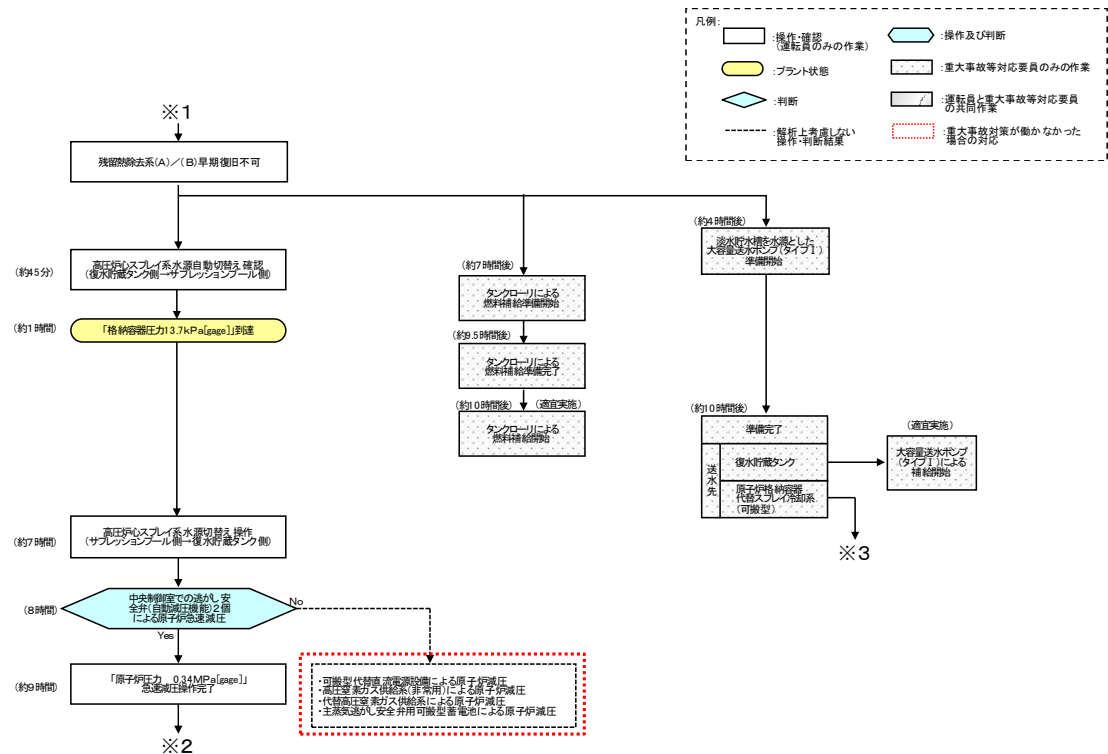 凡例:
:操作・確認
(運転員のみの作業)
:操作及び判断
:プラント状態
:重大事故等対応要員のみの作業
:判断
:運転員と重大事故等対応要員
の共同作業
:解析上考慮しない
操作・判断結果
:重大事故対策が働かなかった
場合の対応
※1
残留熱除去系(A)/(B)早期復旧不可
(約45分)
高圧炉心スプレイ系水源自動切替え確認
(復水貯蔵タンク側→サプレッションプール側)
(約1時間)
「格納容器圧力13.7kPa[gage]」到達
(約7時間)
高圧炉心スプレイ系水源切替え操作
(サプレッションプール側→復水貯蔵タンク側)
(8時間)
中央制御室での逃がし安
全弁(自動減圧機能)2個
による原子炉急速減圧
No
Yes
(約9時間)
「原子炉圧力 0.34MPa[gage]」
急速減圧操作完了
※2
・可搬型代替直流電源設備による原子炉減圧
・高圧窒素ガス供給系(非常用)による原子炉減圧
・代替高圧窒素ガス供給系による原子炉減圧
・主蒸気逃がし安全弁用可搬型蓄電池による原子炉減圧
(約7時間後)
タンクローリによる
燃料補給準備開始
(約9.5時間後)
タンクローリによる
燃料補給準備完了
(約10時間後)
(適宜実施)
タンクローリによる
燃料補給開始
(約4時間後)
淡水貯水槽を水源とした
大容量送水ポンプ(タイプⅠ)
準備開始
(約10時間後)
準備完了
送水先
復水貯蔵タンク
原子炉格納容器
代替スプレイ冷却系
(可搬型)
(適宜実施)
大容量送水ポンプ
(タイプⅠ)による
補給開始
※3